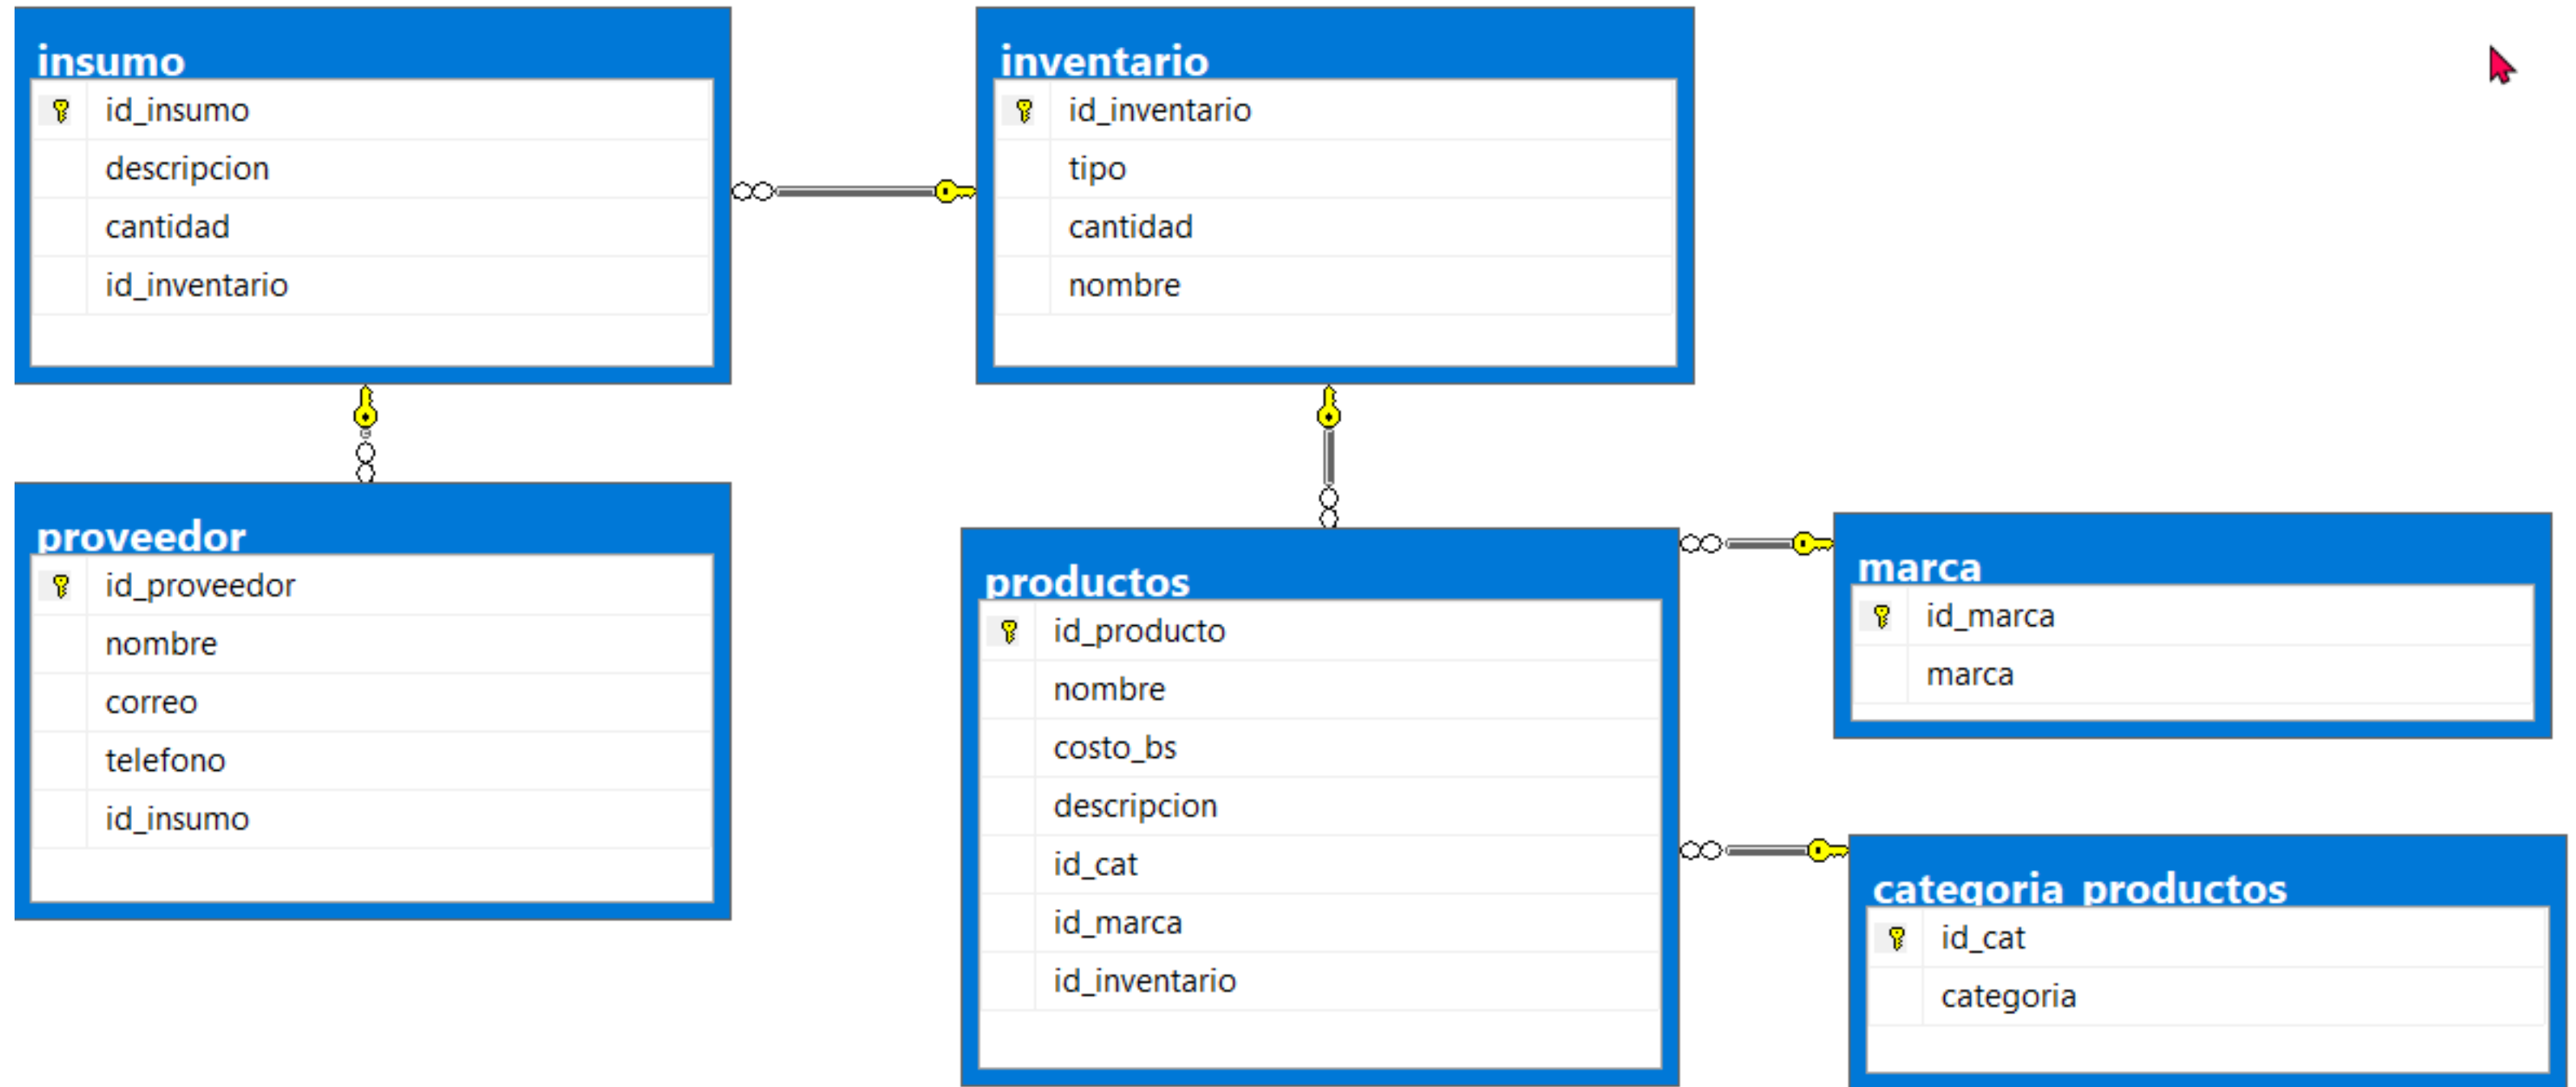 insumo
id_insumo
descripcion
cantidad
id_inventario
inventario
id_inventario
tipo
cantidad
nombre
proveedor
id_proveedor
nombre
correo
telefono
id_insumo
productos
id_producto
nombre
costo_bs
descripcion
id_cat
id_marca
id_inventario
marca
id_marca
marca
categoria_productos
id_cat
categoria